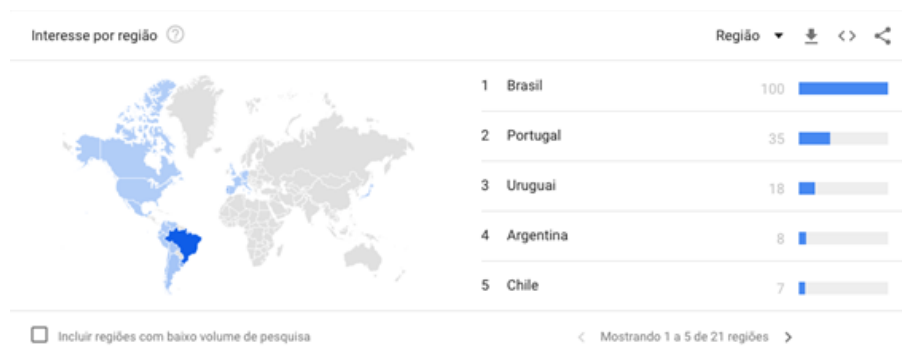 Interesse por região ?
Região
1 Brasil 100
2 Portugal 35
3 Uruguai 18
4 Argentina 8
5 Chile 7
Incluir regiões com baixo volume de pesquisa
Mostrando 1 a 5 de 21 regiões